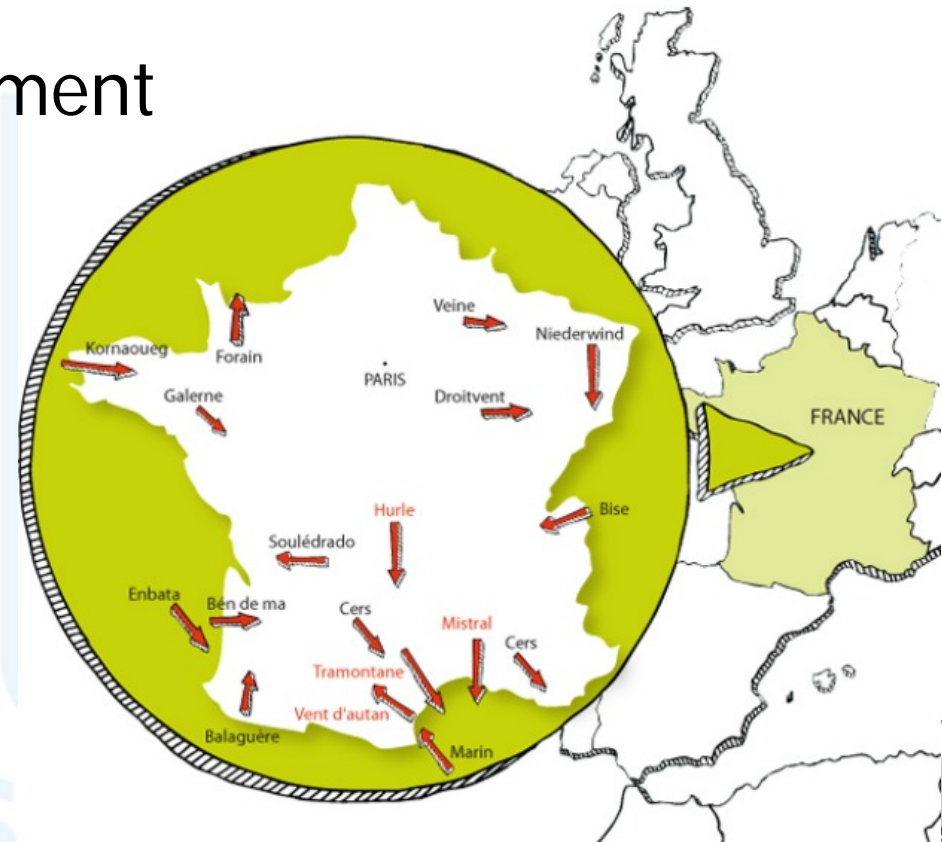 ment
Veine
Niederwind
Kornaoueg
Forain
PARIS
Galerne
Droitvent
FRANCE
Hurle
Bise
Soulédrado
Enbata
Bén de ma
Cers
Mistral
Cers
Tramontane
Vent d'autan
Balaguère
Marin